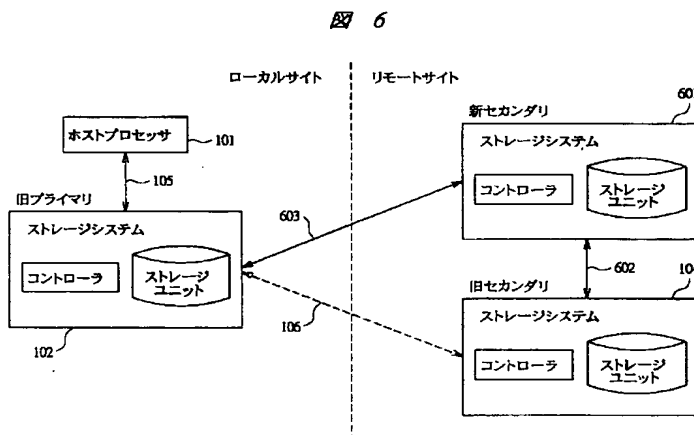 図 6
ローカルサイト
リモートサイト
ホストプロセッサ
101
105
旧プライマリ
ストレージシステム
コントローラ
ストレージ
ユニット
102
603
106
新セカンダリ
ストレージシステム
コントローラ
ストレージ
ユニット
602
旧セカンダリ
ストレージシステム
コントローラ
ストレージ
ユニット